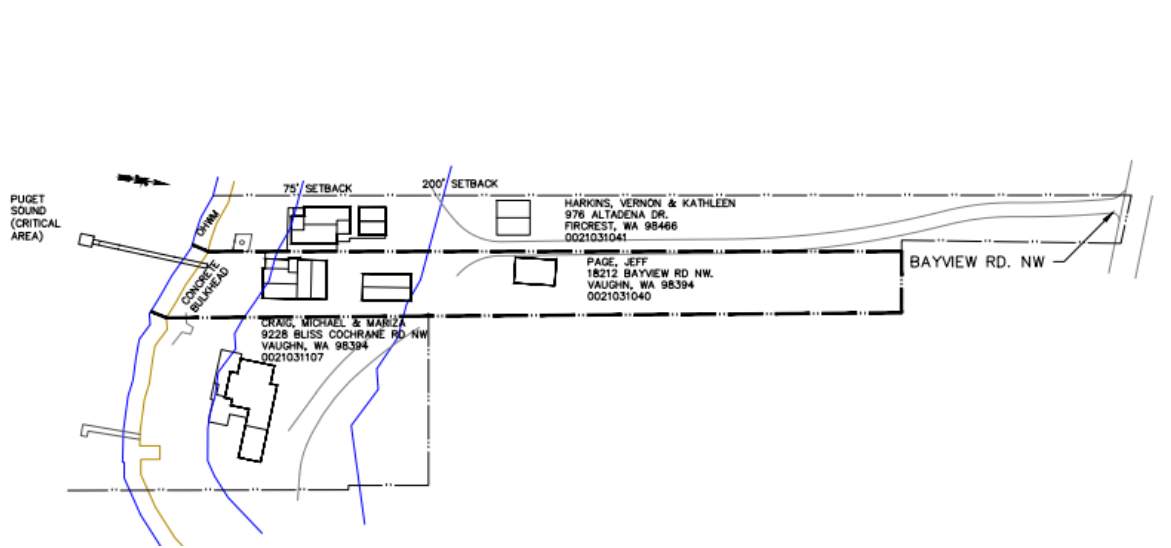 PUGET
SOUND
(CRITICAL
AREA)
OHWM
75' SETBACK
200' SETBACK
HARKINS, VERNON & KATHLEEN
976 ALTADENA DR.
FIRCREST, WA 98466
0021031041
CONCRETE
BULKHEAD
PAGE, JEFF
18212 BAYVIEW RD NW.
VAUGHN, WA 98394
0021031040
BAYVIEW RD. NW
CRAIG, MICHAEL & MARIZA
9228 BLISS COCHRANE RD NW
VAUGHN, WA 98394
0021031107